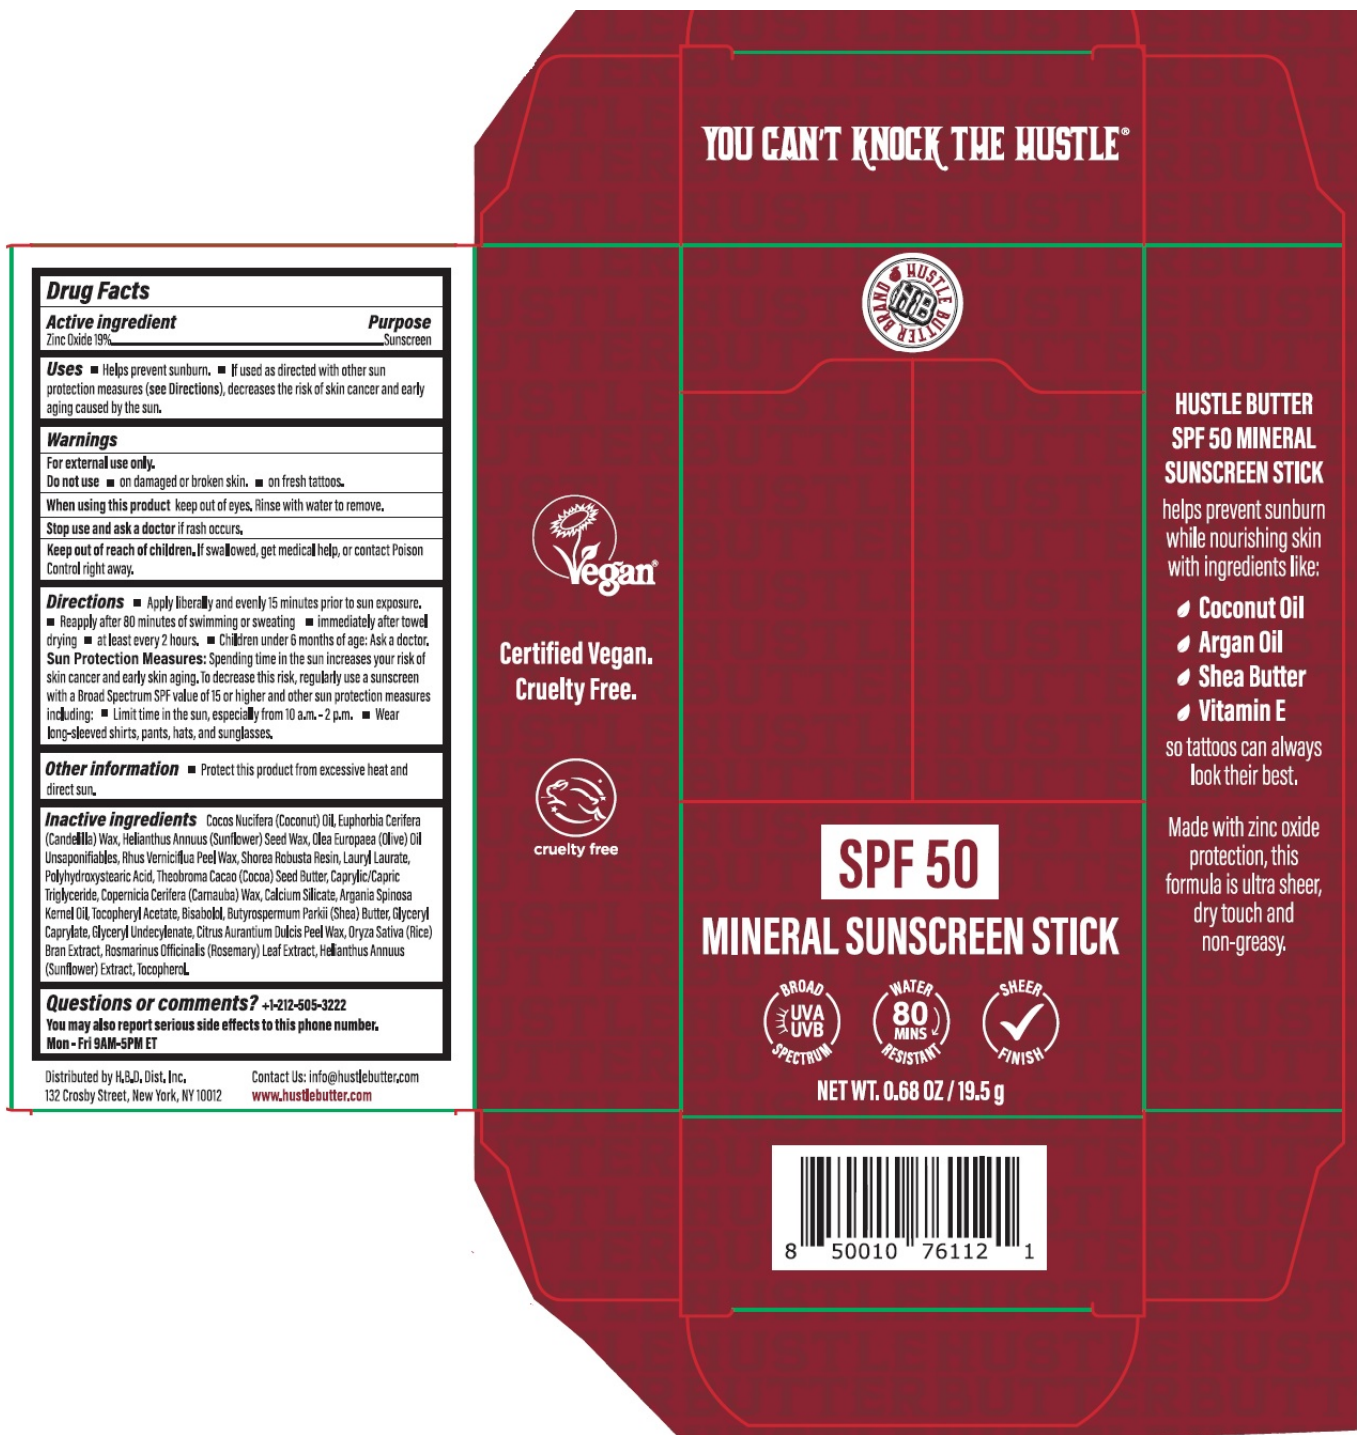 YOU CAN'T KNOCK THE HUSTLE®
HUSTLE BUTTER BRAND
HB
Drug Facts
Active ingredient Purpose
Zinc Oxide 19% Sunscreen
Uses ■ Helps prevent sunburn. ■ If used as directed with other sun
protection measures (see Directions), decreases the risk of skin cancer and early
aging caused by the sun.
Warnings
For external use only.
Do not use ■ on damaged or broken skin. ■ on fresh tattoos.
When using this product keep out of eyes. Rinse with water to remove.
Stop use and ask a doctor if rash occurs.
Keep out of reach of children. If swallowed, get medical help, or contact Poison
Control right away.
Directions ■ Apply liberally and evenly 15 minutes prior to sun exposure.
■ Reapply after 80 minutes of swimming or sweating ■ immediately after towel
drying ■ at least every 2 hours. ■ Children under 6 months of age: Ask a doctor.
Sun Protection Measures: Spending time in the sun increases your risk of
skin cancer and early skin aging. To decrease this risk, regularly use a sunscreen
with a Broad Spectrum SPF value of 15 or higher and other sun protection measures
including: ■ Limit time in the sun, especially from 10 a.m. - 2 p.m. ■ Wear
long-sleeved shirts, pants, hats, and sunglasses.
Other information ■ Protect this product from excessive heat and
direct sun.
Inactive ingredients Cocos Nucifera (Coconut) Oil, Euphorbia Cerifera
(Candelilla) Wax, Helianthus Annuus (Sunflower) Seed Wax, Olea Europaea (Olive) Oil
Unsaponifiables, Rhus Verniciflua Peel Wax, Shorea Robusta Resin, Lauryl Laurate,
Polyhydroxystearic Acid, Theobroma Cacao (Cocoa) Seed Butter, Caprylic/Capric
Triglyceride, Copernicia Cerifera (Carnauba) Wax, Calcium Silicate, Argania Spinosa
Kernel Oil, Tocopheryl Acetate, Bisabolol, Butyrospermum Parkii (Shea) Butter, Glyceryl
Caprylate, Glyceryl Undecylenate, Citrus Aurantium Dulcis Peel Wax, Oryza Sativa (Rice)
Bran Extract, Rosmarinus Officinalis (Rosemary) Leaf Extract, Helianthus Annuus
(Sunflower) Extract, Tocopherol.
Questions or comments? +1-212-505-3222
You may also report serious side effects to this phone number.
Mon - Fri 9AM-5PM ET
Distributed by H.B.D. Dist. Inc. Contact Us: info@hustlebutter.com
132 Crosby Street, New York, NY 10012 www.hustlebutter.com
Vegan®
Certified Vegan.
Cruelty Free.
cruelty free
SPF 50
MINERAL SUNSCREEN STICK
BROAD
UVA
UVB
SPECTRUM
WATER
80
MINS
RESISTANT
SHEER
FINISH
NET WT. 0.68 OZ / 19.5 g
8 50010 76112 1
HUSTLE BUTTER
SPF 50 MINERAL
SUNSCREEN STICK
helps prevent sunburn
while nourishing skin
with ingredients like:
Coconut Oil
Argan Oil
Shea Butter
Vitamin E
so tattoos can always
look their best.
Made with zinc oxide
protection, this
formula is ultra sheer,
dry touch and
non-greasy.